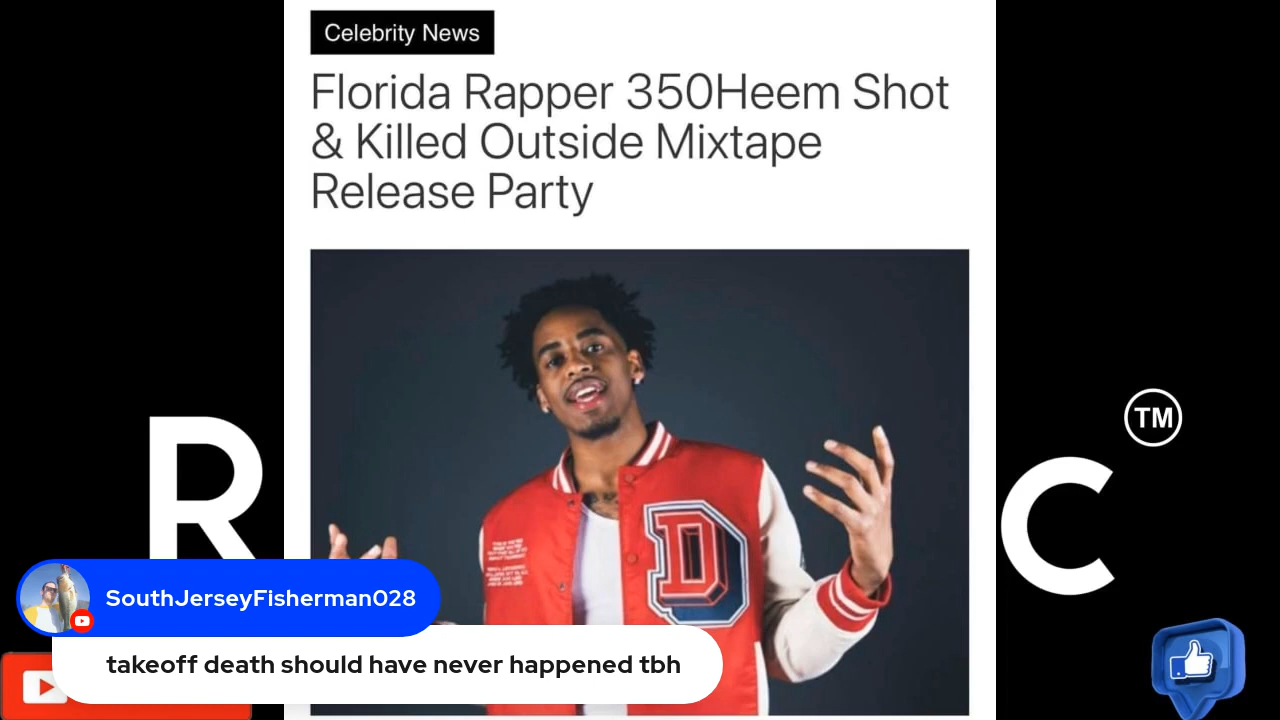 Celebrity News
Florida Rapper 350Heem Shot
& Killed Outside Mixtape
Release Party
D
TM
R
C
SouthJerseyFisherman028
takeoff death should have never happened tbh